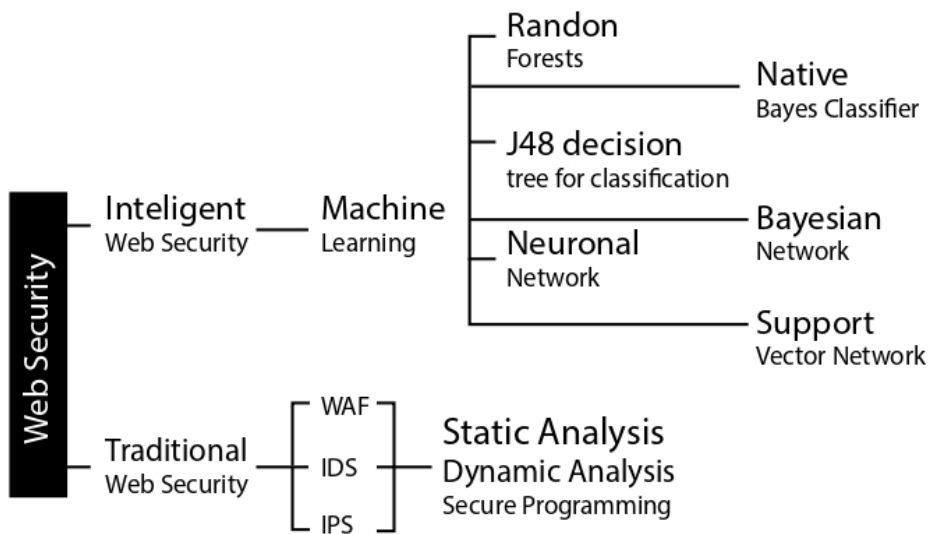 Web Security
Inteligent
Web Security
Machine
Learning
Randon
Forests
Native
Bayes Classifier
J48 decision
tree for classification
Bayesian
Network
Neuronal
Network
Support
Vector Network
Traditional
Web Security
WAF
IDS
IPS
Static Analysis
Dynamic Analysis
Secure Programming